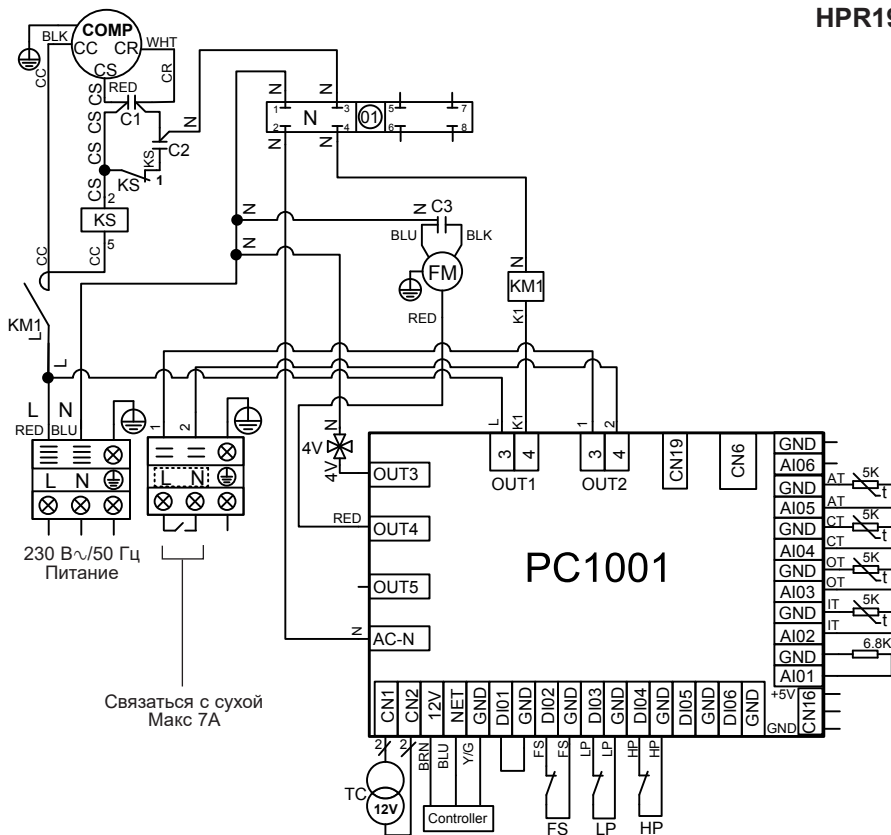 HPR19
COMP
BLK
CC
CR
WHT
CS
RED
CC
CR
CS
CS
C1
KS
C2
N
CS
CS
KS
1
2
KS
5
CC
CC
KM1
L
L
N
N
1
3
N
01
5
7
2
4
6
8
N
N
N
N
N
C3
BLU
BLK
FM
RED
N
KM1
K1
L
N
RED
BLU
1
2
L
N
L
N
230 В∿/50 Гц
Питание
Связаться с сухой
Макс 7А
N
4V
4V
RED
N
L
K1
1
2
3
4
OUT1
3
4
OUT2
CN19
CN6
OUT3
OUT4
OUT5
AC-N
PC1001
GND
AI06
GND
AT
5K
t
AI05
AT
GND
CT
5K
t
AI04
CT
GND
OT
5K
t
AI03
OT
GND
IT
5K
t
AI02
IT
GND
6.8K
AI01
+5V
CN16
GND
CN1
CN2
12V
NET
GND
DI01
GND
DI02
GND
DI03
GND
DI04
GND
DI05
GND
DI06
GND
2
2
BRN
BLU
Y/G
FS
FS
LP
LP
HP
HP
TC
12V
Controller
FS
LP
HP